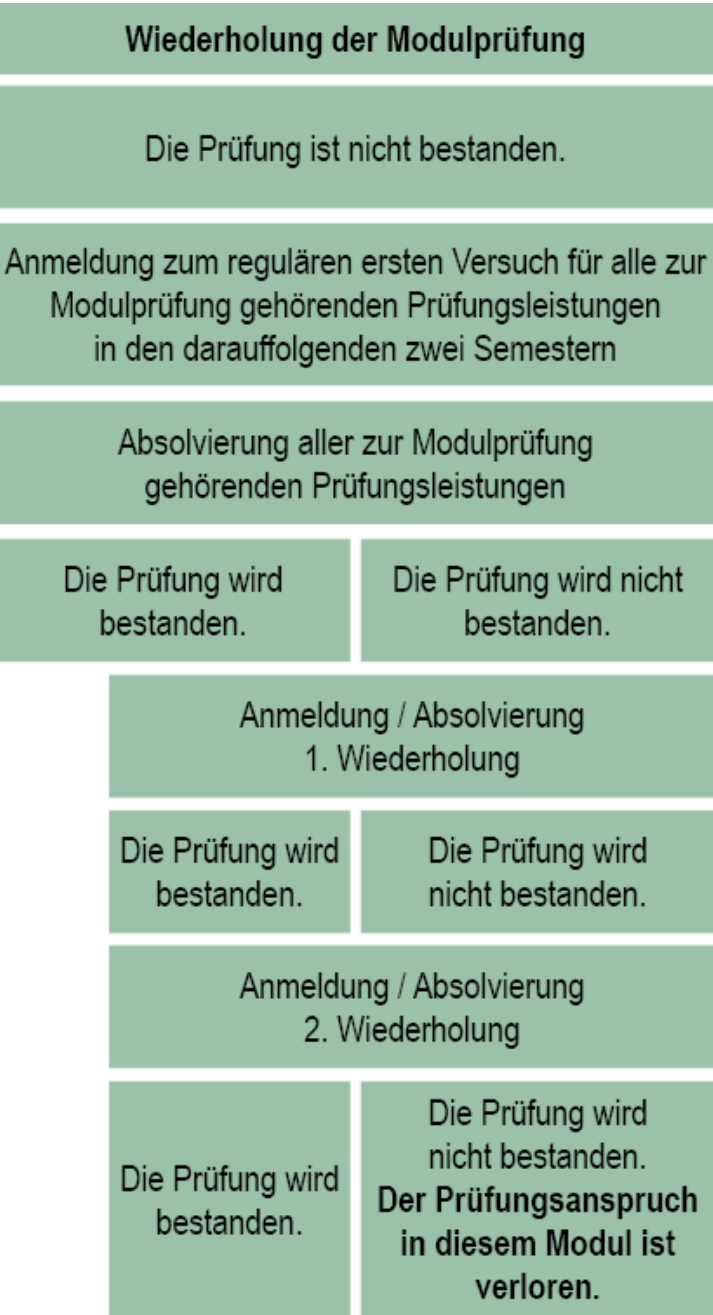 Wiederholung der Modulprüfung
Die Prüfung ist nicht bestanden.
Anmeldung zum regulären ersten Versuch für alle zur
Modulprüfung gehörenden Prüfungsleistungen
in den darauffolgenden zwei Semestern
Absolvierung aller zur Modulprüfung
gehörenden Prüfungsleistungen
Die Prüfung wird
bestanden.
Die Prüfung wird nicht
bestanden.
Anmeldung / Absolvierung
1. Wiederholung
Die Prüfung wird
bestanden.
Die Prüfung wird
nicht bestanden.
Anmeldung / Absolvierung
2. Wiederholung
Die Prüfung wird
bestanden.
Die Prüfung wird
nicht bestanden.
Der Prüfungsanspruch
in diesem Modul ist
verloren.